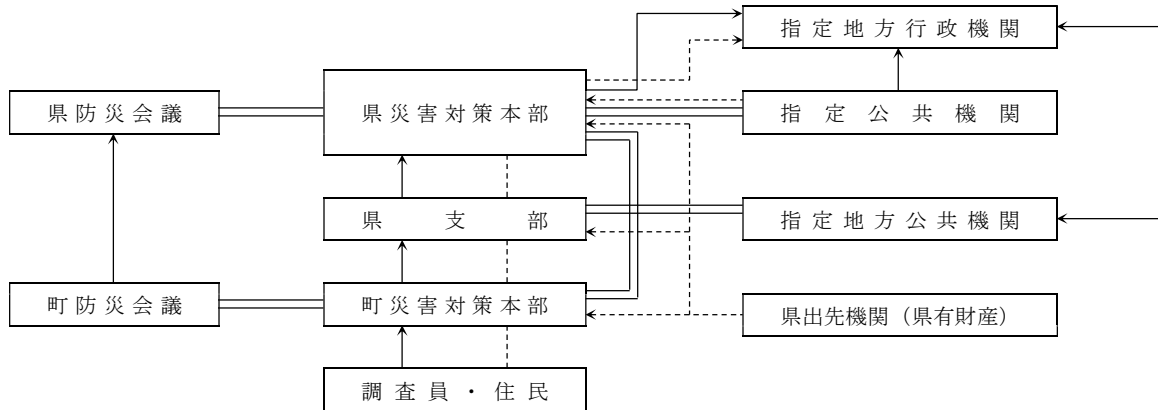 指定地方行政機関
県防災会議
県災害対策本部
指定公共機関
県支部
指定地方公共機関
町防災会議
町災害対策本部
県出先機関（県有財産）
調査員・住民